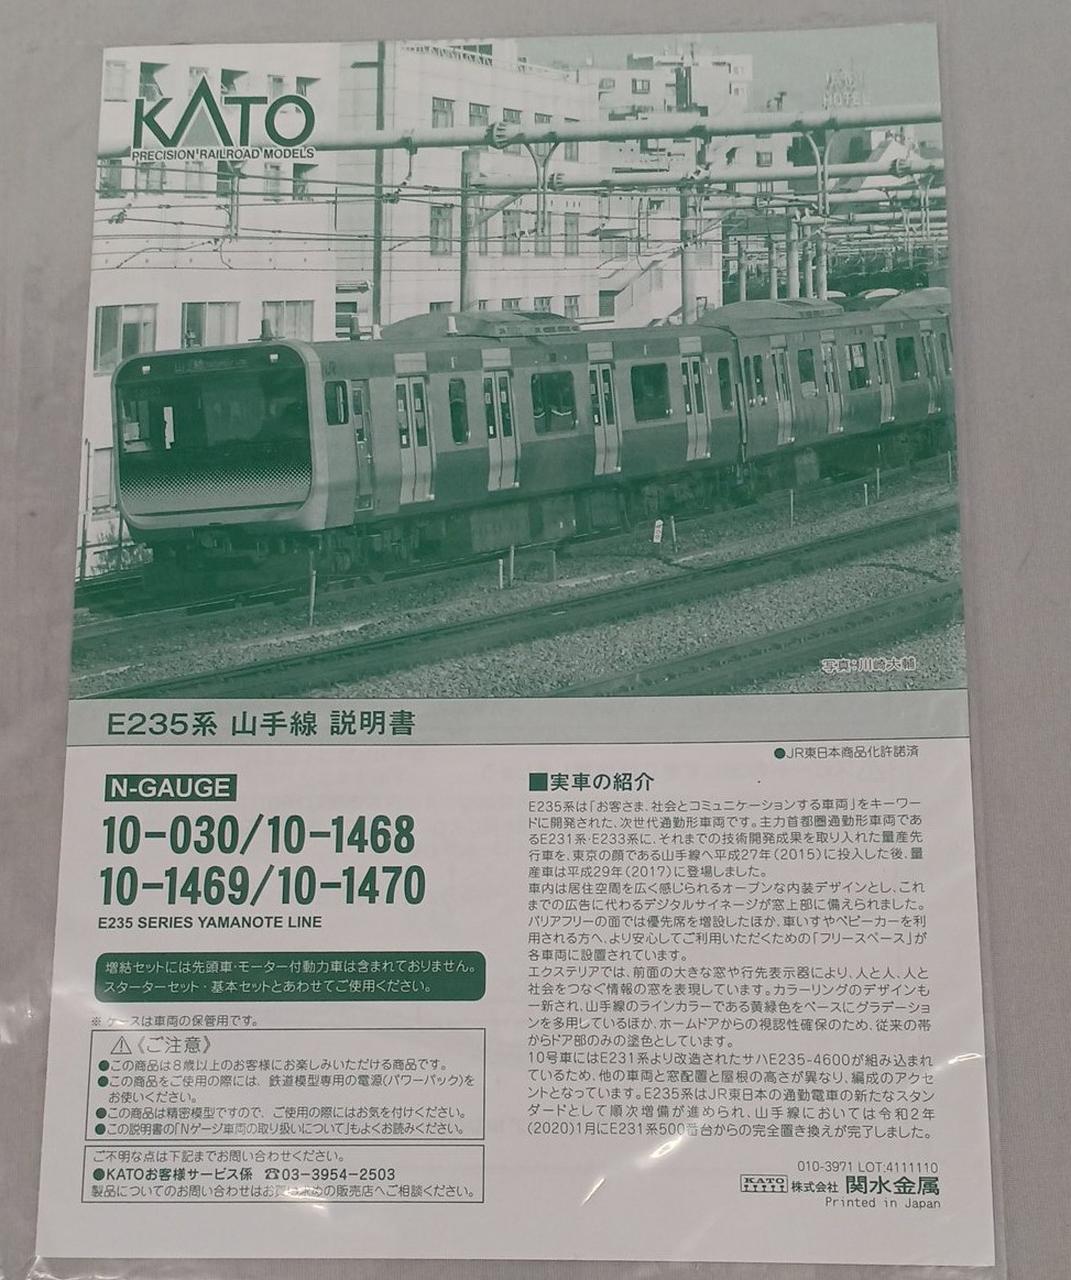 KATO
PRECISION RAILROAD MODELS
写真:川崎大輔
E235系 山手線 説明書
●JR東日本商品化許諾済
N-GAUGE
10-030/10-1468
10-1469/10-1470
E235 SERIES YAMANOTE LINE
増結セットには先頭車・モーター付動力車は含まれておりません。
スターターセット・基本セットとあわせてご使用ください。
※ケースは車両の保管用です。
⚠《ご注意》
●この商品は8歳以上のお客様にお楽しみいただける商品です。
●この商品をご使用の際には、鉄道模型専用の電源(パワーパック)を
お使いください。
●この商品は精密模型ですので、ご使用の際にはお気を付けください。
●この説明書の「Nゲージ車両の取り扱いについて」もよくお読みください。
ご不明な点は下記までお問い合わせください。
●KATOお客様サービス係 ☎03-3954-2503
製品についてのお問い合わせはお買い求めの販売店へご相談ください。
■実車の紹介
E235系は「お客さま、社会とコミュニケーションする車両」をキーワー
ドに開発された、次世代通勤形車両です。主力首都圏通勤形車両であ
るE231系・E233系に、それまでの技術開発成果を取り入れた量産先
行車を、東京の顔である山手線へ平成27年(2015)に投入した後、量
産車は平成29年(2017)に登場しました。
車内は居住空間を広く感じられるオープンな内装デザインとし、これ
までの広告に代わるデジタルサイネージが窓上部に備えられました。
バリアフリーの面では優先席を増設したほか、車いすやベビーカーを利
用される方へ、より安心してご利用いただくための「フリースペース」が
各車両に設置されています。
エクステリアでは、前面の大きな窓や行先表示器により、人と人、人と
社会をつなぐ情報の窓を表現しています。カラーリングのデザインも
一新され、山手線のラインカラーである黄緑色をベースにグラデーショ
ンを多用しているほか、ホームドアからの視認性確保のため、従来の帯
からドア部のみの塗色としています。
10号車にはE231系より改造されたサハE235-4600が組み込まれ
ているため、他の車両と窓配置と屋根の高さが異なり、編成のアクセ
ントとなっています。E235系はJR東日本の通勤電車の新たなスタン
ダードとして順次増備が進められ、山手線においては令和2年
(2020)1月にE231系500番台からの完全置き換えが完了しました。
010-3971 LOT:4111110
KATO 株式会社 関水金属
Printed in Japan